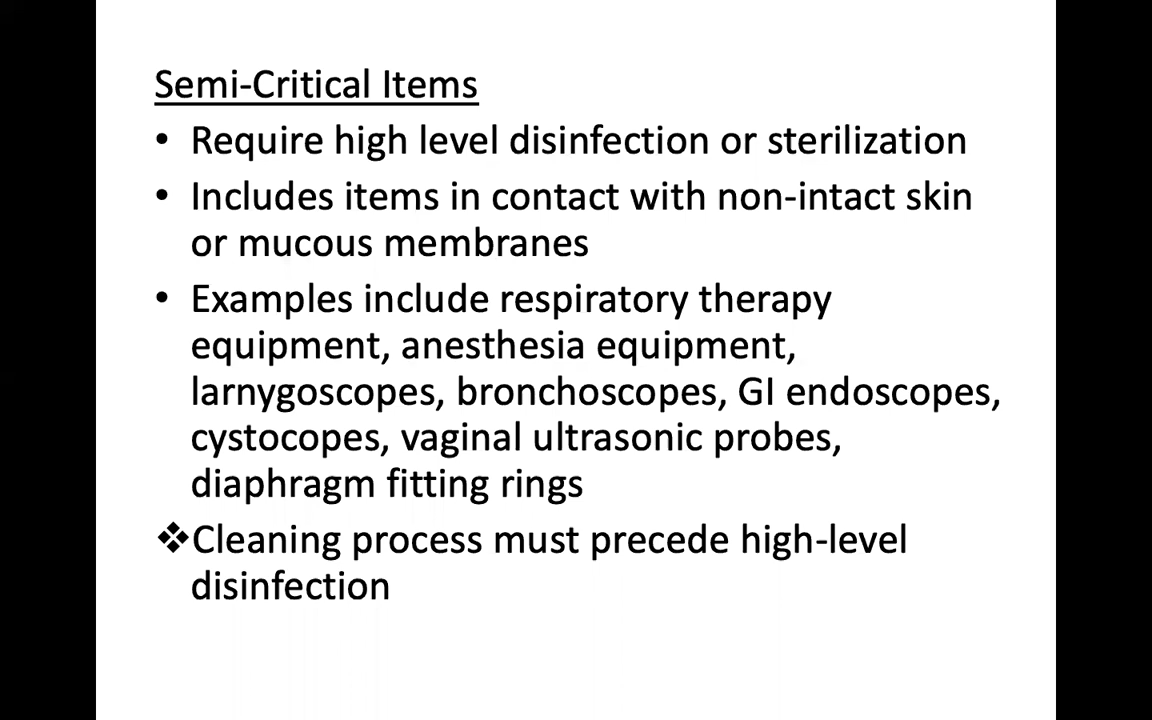 Semi-Critical Items
• Require high level disinfection or sterilization
• Includes items in contact with non-intact skin
or mucous membranes
• Examples include respiratory therapy
equipment, anesthesia equipment,
larnygoscopes, bronchoscopes, GI endoscopes,
cystocopes, vaginal ultrasonic probes,
diaphragm fitting rings
❖Cleaning process must precede high-level
disinfection